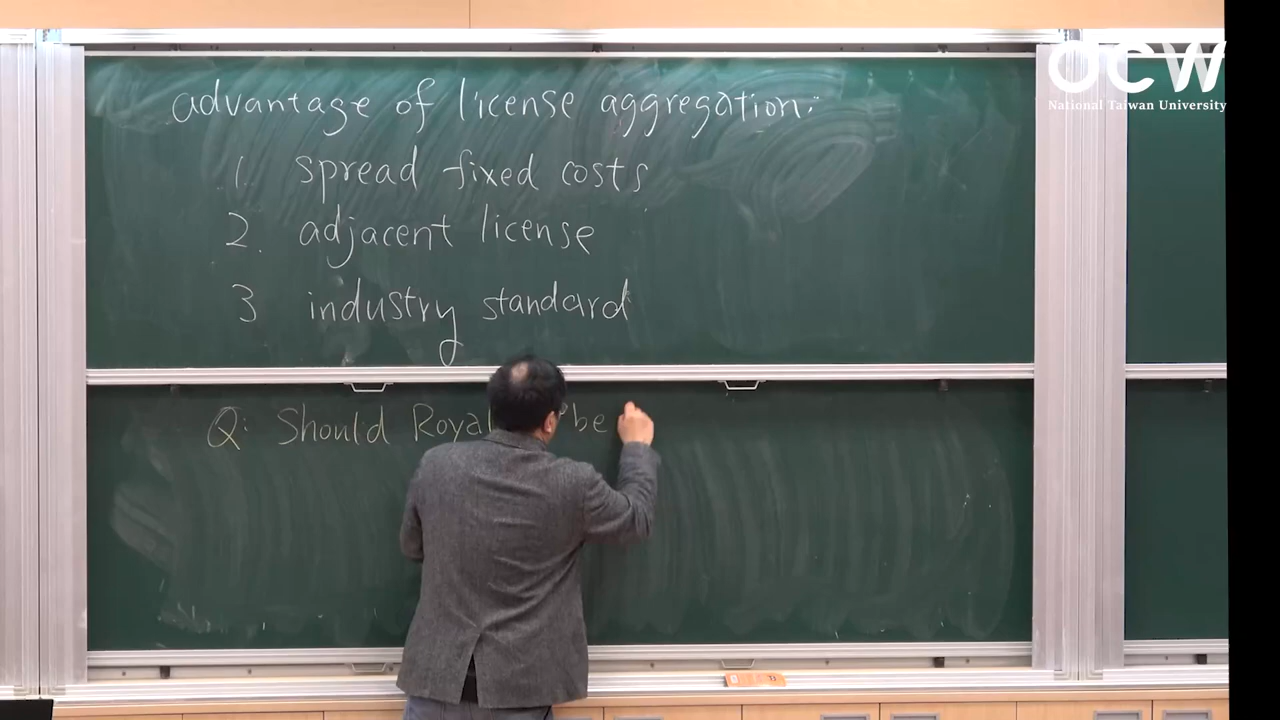 OCW
National Taiwan University
advantage of license aggregation:
1. spread fixed costs
2. adjacent license
3 industry standard
Q: Should be